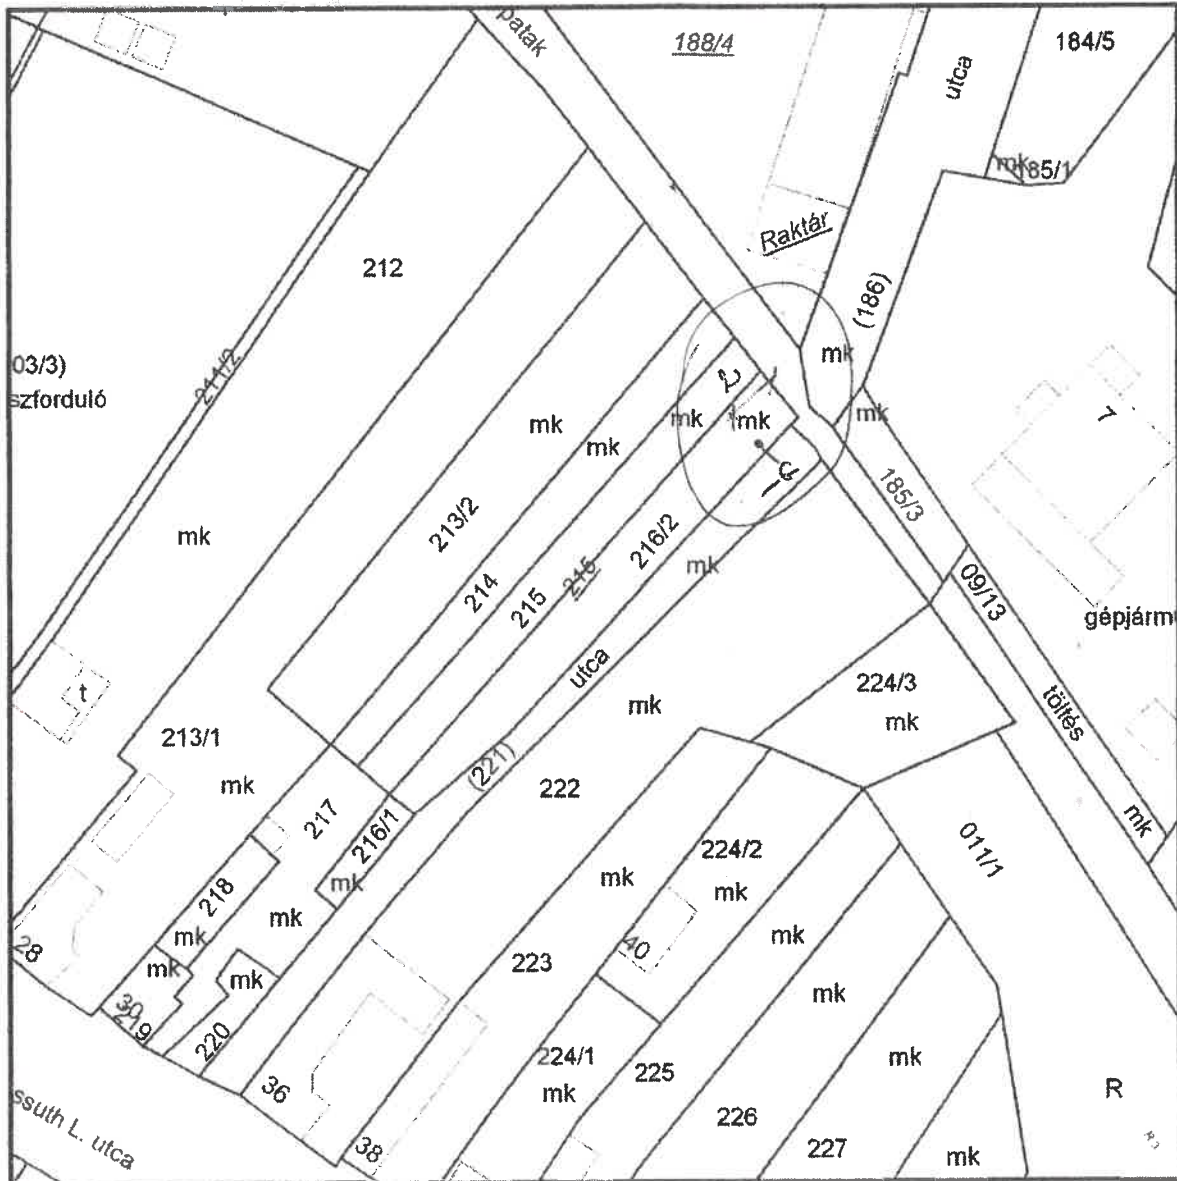 patak
188/4
utca
184/5
mk
185/1
Raktár
212
(186)
03/3)
szforduló
211/2
mk
mk
mk
mk
mk
mk
7
213/2
185/3
mk
214
215
215
216/2
mk
09/13
gépjárm
utca
t
213/1
mk
mk
224/3
mk
töltés
(221)
222
217
216/1
mk
224/2
mk
mk
011/1
mk
218
mk
mk
28
mk
mk
30
219
220
40
223
mk
mk
36
224/1
mk
225
mk
R
226
227
mk
38
ssuth L. utca